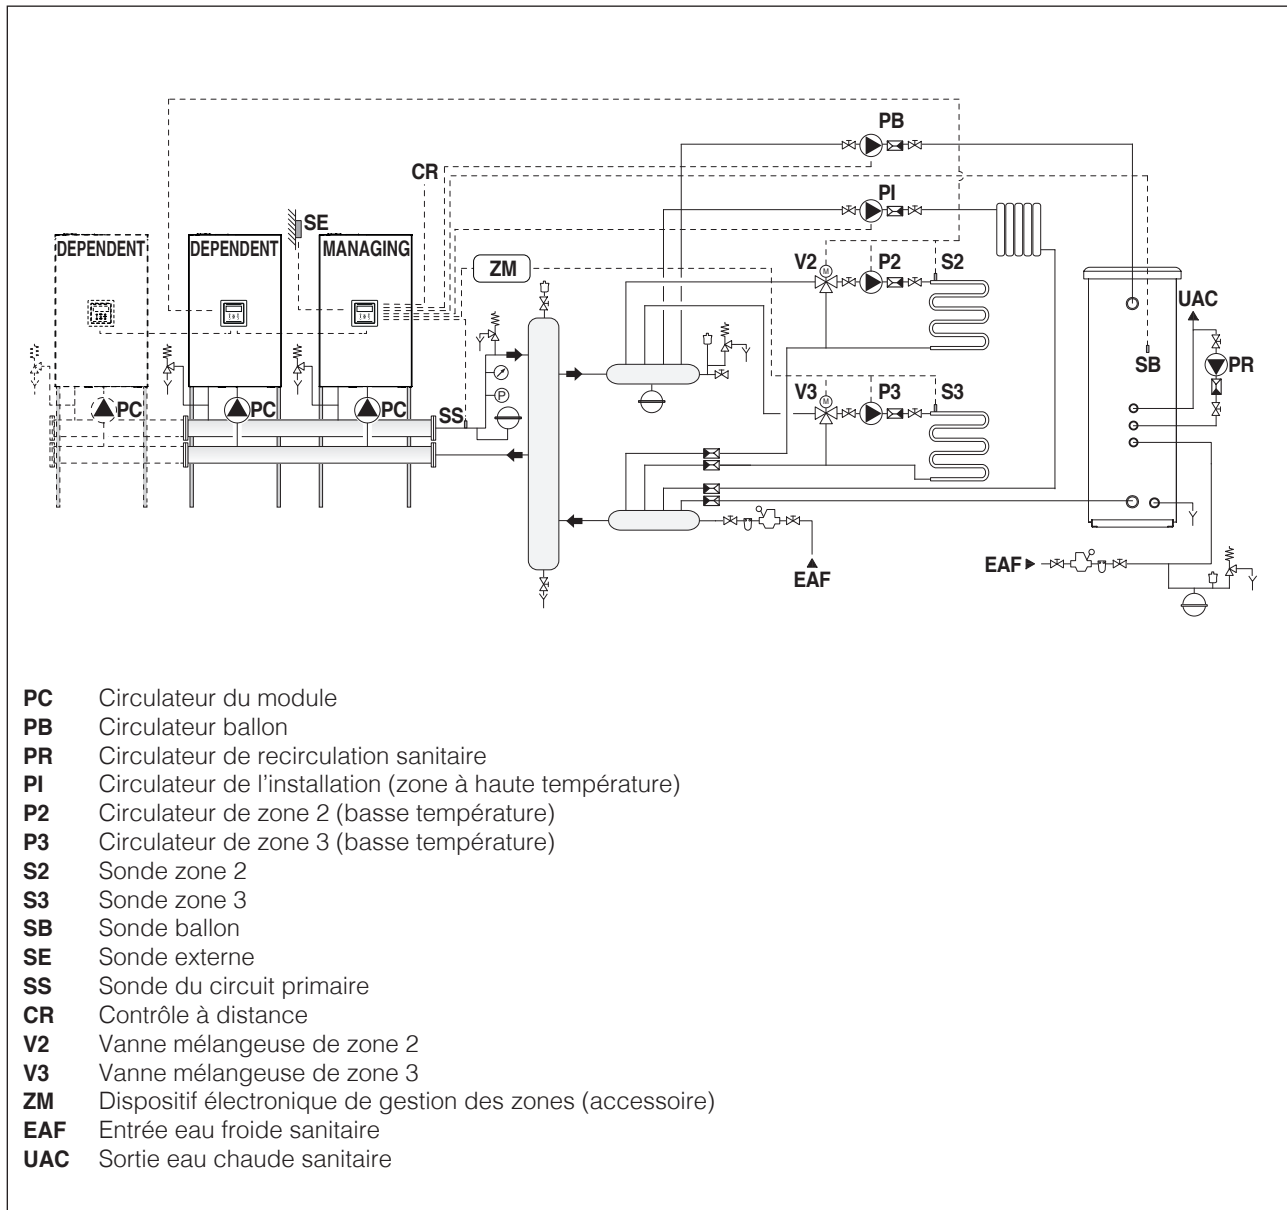 PB
CR
PI
SE
DEPENDENT
DEPENDENT
MANAGING
ZM
V2
P2
S2
M
UAC
SB
PR
V3
P3
S3
M
PC
PC
PC
SS
P
EAF
EAF
PC Circulateur du module
PB Circulateur ballon
PR Circulateur de recirculation sanitaire
PI Circulateur de l'installation (zone à haute température)
P2 Circulateur de zone 2 (basse température)
P3 Circulateur de zone 3 (basse température)
S2 Sonde zone 2
S3 Sonde zone 3
SB Sonde ballon
SE Sonde externe
SS Sonde du circuit primaire
CR Contrôle à distance
V2 Vanne mélangeuse de zone 2
V3 Vanne mélangeuse de zone 3
ZM Dispositif électronique de gestion des zones (accessoire)
EAF Entrée eau froide sanitaire
UAC Sortie eau chaude sanitaire